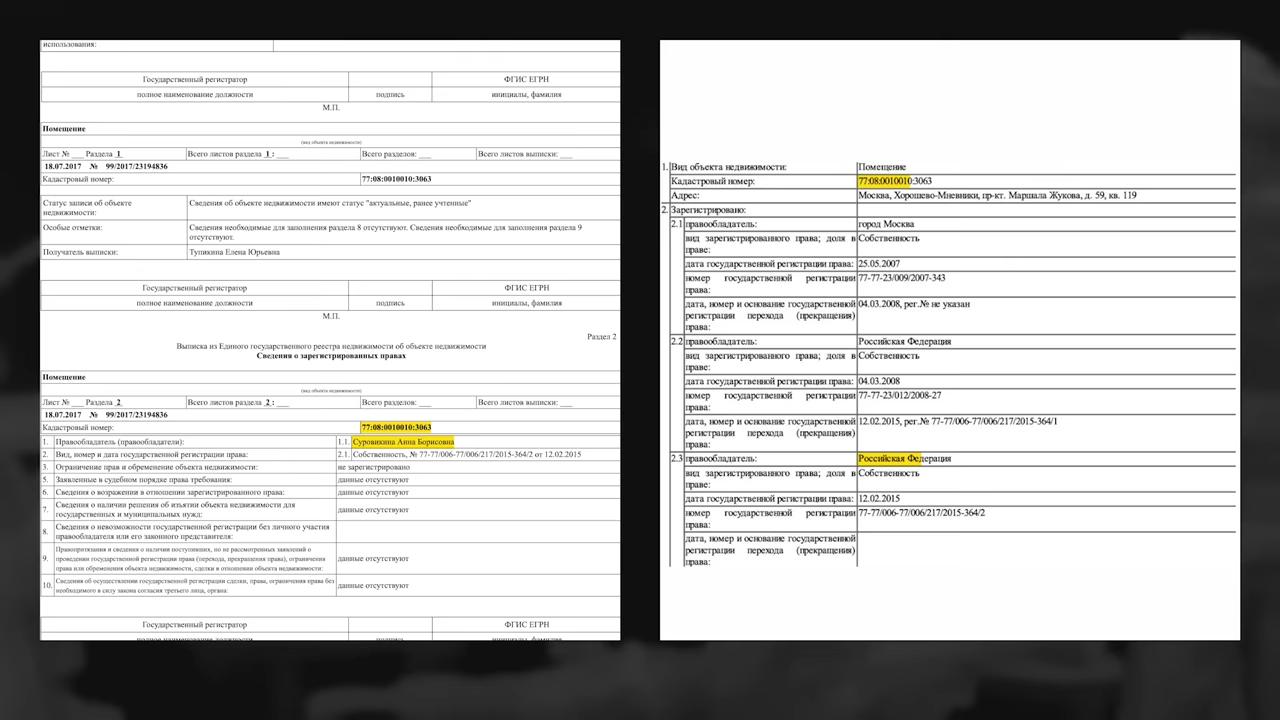 использования:
Государственный регистратор ФГИС ЕГРН
полное наименование должности подпись инициалы, фамилия
М.П.
Помещение
(вид объекта недвижимости)
Лист № ___ Раздела 1 Всего листов раздела 1 : ___ Всего разделов: ___ Всего листов выписки: ___
18.07.2017 № 99/2017/23194836
Кадастровый номер: 77:08:0010010:3063
Статус записи об объекте Сведения об объекте недвижимости имеют статус "актуальные, ранее учтенные"
недвижимости:
Особые отметки: Сведения необходимые для заполнения раздела 8 отсутствуют. Сведения необходимые для заполнения раздела 9
отсутствуют.
Получатель выписки: Тупикина Елена Юрьевна
Государственный регистратор ФГИС ЕГРН
полное наименование должности подпись инициалы, фамилия
М.П.
Раздел 2
Выписка из Единого государственного реестра недвижимости об объекте недвижимости
Сведения о зарегистрированных правах
Помещение
(вид объекта недвижимости)
Лист № ___ Раздела 2 Всего листов раздела 2 : ___ Всего разделов: ___ Всего листов выписки: ___
18.07.2017 № 99/2017/23194836
Кадастровый номер: 77:08:0010010:3063
1. Правообладатель (правообладатели): 1.1. Суровикина Анна Борисовна
2. Вид, номер и дата государственной регистрации права: 2.1. Собственность, № 77-77/006-77/006/217/2015-364/2 от 12.02.2015
3. Ограничение прав и обременение объекта недвижимости: не зарегистрировано
5. Заявленные в судебном порядке права требования: данные отсутствуют
6. Сведения о возражении в отношении зарегистрированного права: данные отсутствуют
7. Сведения о наличии решения об изъятии объекта недвижимости для
государственных и муниципальных нужд: данные отсутствуют
8. Сведения о невозможности государственной регистрации без личного участия
правообладателя или его законного представителя:
9. Правопритязания и сведения о наличии поступивших, но не рассмотренных заявлений о
проведении государственной регистрации права (перехода, прекращения права), ограничения
права или обременения объекта недвижимости, сделки в отношении объекта недвижимости: данные отсутствуют
10. Сведения об осуществлении государственной регистрации сделки, права, ограничения права без
необходимого в силу закона согласия третьего лица, органа: данные отсутствуют
Государственный регистратор ФГИС ЕГРН
полное наименование должности подпись инициалы, фамилия
1. Вид объекта недвижимости: Помещение
Кадастровый номер: 77:08:0010010:3063
Адрес: Москва, Хорошево-Мневники, пр-кт. Маршала Жукова, д. 59, кв. 119
2. Зарегистрировано:
2.1 правообладатель: город Москва
вид зарегистрированного права; доля в Собственность
праве:
дата государственной регистрации права: 25.05.2007
номер государственной регистрации 77-77-23/009/2007-343
права:
дата, номер и основание государственной 04.03.2008, рег.№ не указан
регистрации перехода (прекращения)
права:
2.2 правообладатель: Российская Федерация
вид зарегистрированного права; доля в Собственность
праве:
дата государственной регистрации права: 04.03.2008
номер государственной регистрации 77-77-23/012/2008-27
права:
дата, номер и основание государственной 12.02.2015, рег.№ 77-77/006-77/006/217/2015-364/1
регистрации перехода (прекращения)
права:
2.3 правообладатель: Российская Федерация
вид зарегистрированного права; доля в Собственность
праве:
дата государственной регистрации права: 12.02.2015
номер государственной регистрации 77-77/006-77/006/217/2015-364/2
права:
дата, номер и основание государственной
регистрации перехода (прекращения)
права: